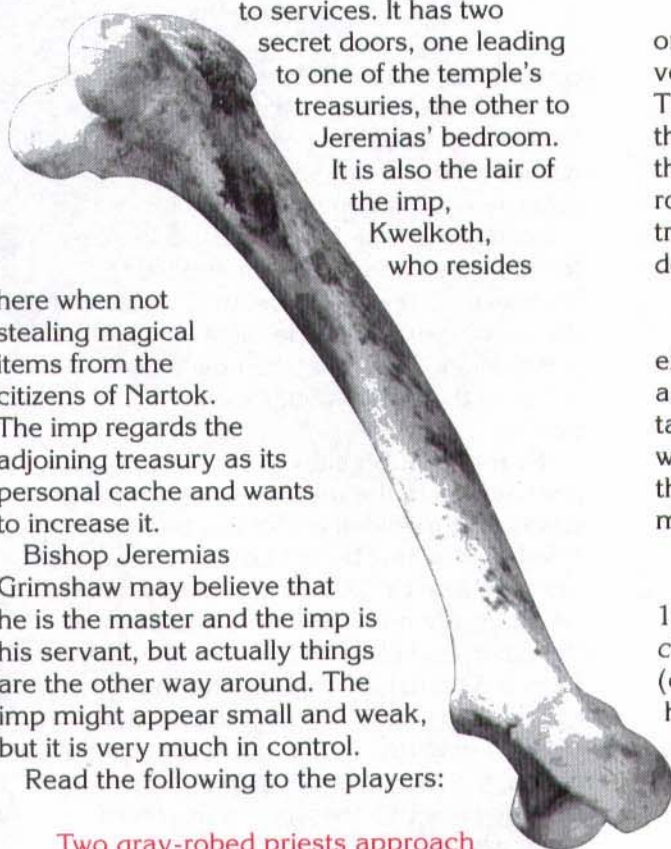 to services. It has two
secret doors, one leading
to one of the temple's
treasuries, the other to
Jeremias' bedroom.
It is also the lair of
the imp,
Kwelkoth,
who resides
here when not
stealing magical
items from the
citizens of Nartok.
The imp regards the
adjoining treasury as its
personal cache and wants
to increase it.
Bishop Jeremias
Grimshaw may believe that
he is the master and the imp is
his servant, but actually things
are the other way around. The
imp might appear small and weak,
but it is very much in control.
Read the following to the players:
Two gray-robed priests approach